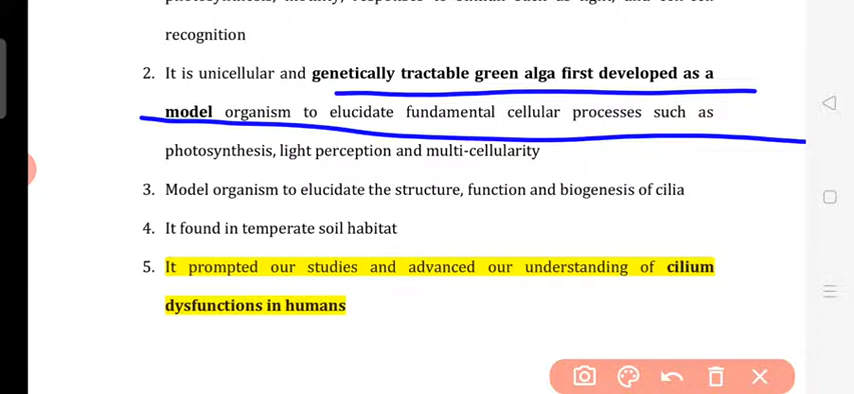 recognition
2. It is unicellular and genetically tractable green alga first developed as a
model organism to elucidate fundamental cellular processes such as
photosynthesis, light perception and multi-cellularity
3. Model organism to elucidate the structure, function and biogenesis of cilia
4. It found in temperate soil habitat
5. It prompted our studies and advanced our understanding of cilium
dysfunctions in humans